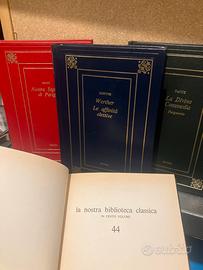 Nostra Signora
di Parigi
GOETHE
Werther
Le affinità
elettive
DANTE
La Divina
Commedia
Purgatorio
la nostra biblioteca classica
in cento volumi
44
subito